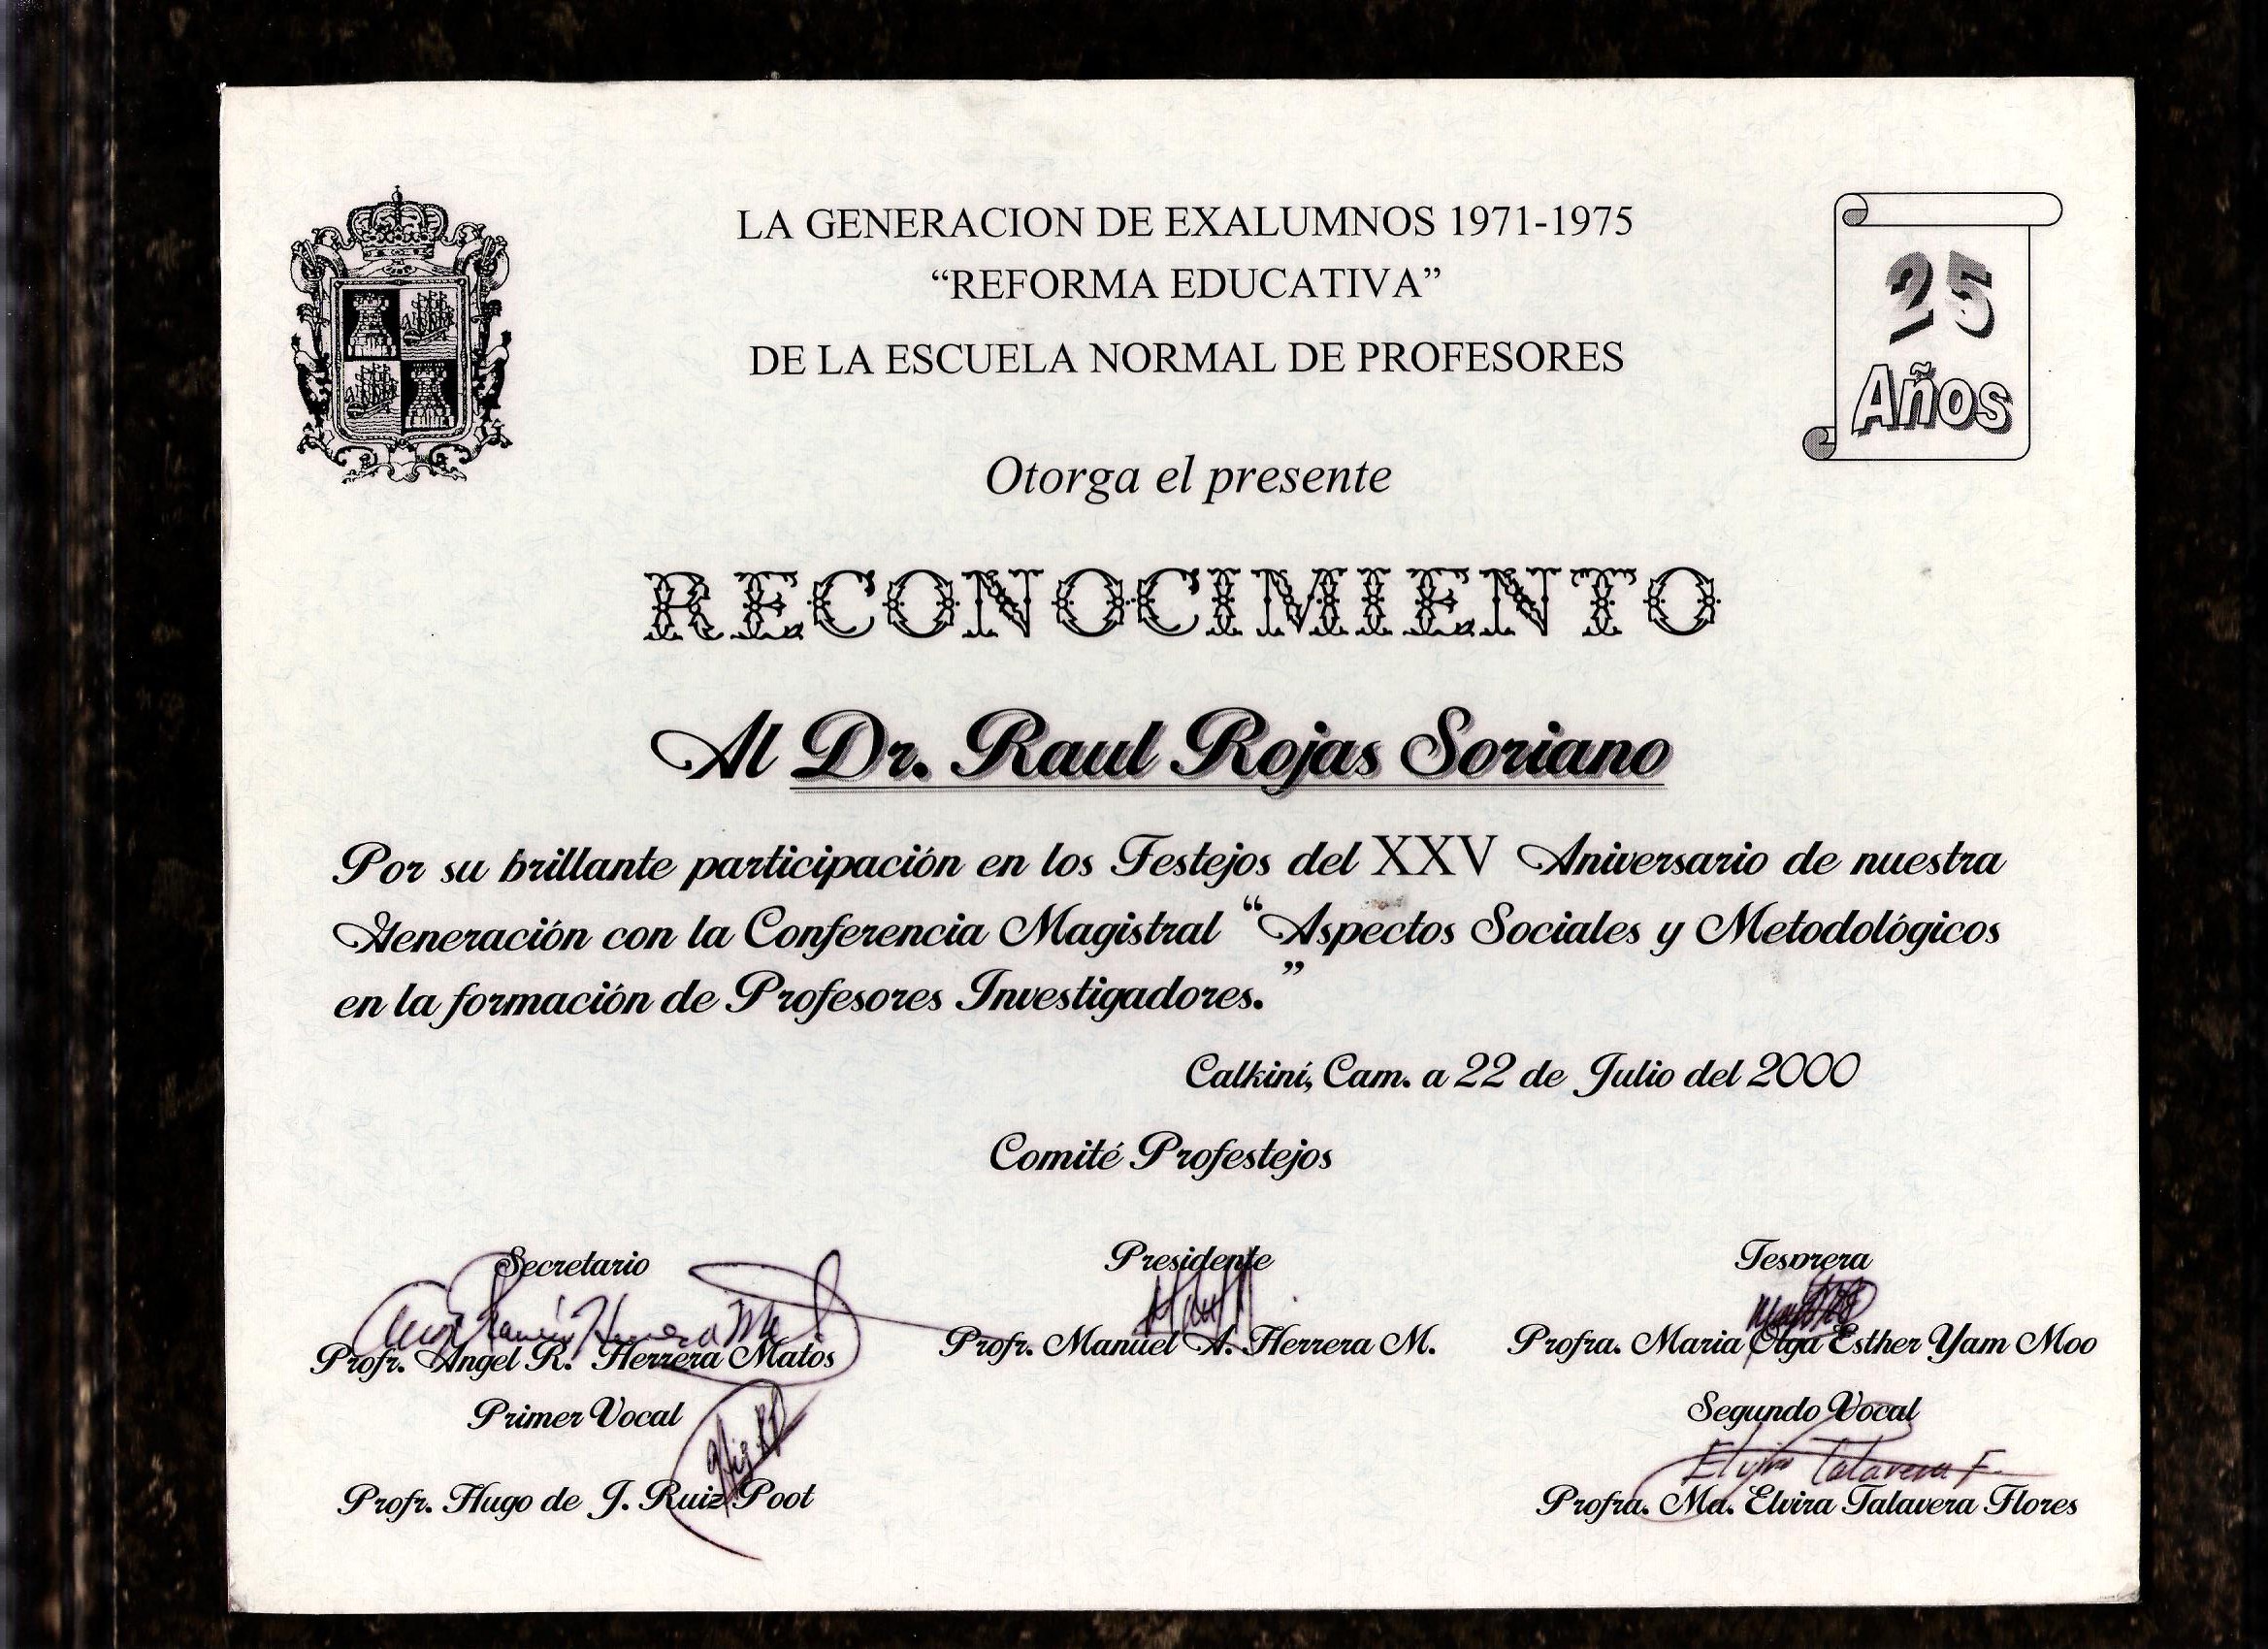 LA GENERACION DE EXALUMNOS 1971-1975
“REFORMA EDUCATIVA”
DE LA ESCUELA NORMAL DE PROFESORES
25
Años
Otorga el presente
RECONOCIMIENTO
Al Dr. Raul Rojas Soriano
Por su brillante participación en los Festejos del XXV Aniversario de nuestra
Generación con la Conferencia Magistral “Aspectos Sociales y Metodológicos
en la formación de Profesores Investigadores.”
Calkiní, Cam. a 22 de Julio del 2000
Comité Profestejos
Secretario
Profr. Angel R. Herrera Matos
Presidente
Profr. Manuel A. Herrera M.
Tesorera
Profra. Maria Olga Esther Yam Moo
Primer Vocal
Profr. Hugo de J. Ruiz Poot
Segundo Vocal
Elvira Talavera F.
Profra. Ma. Elvira Talavera Flores